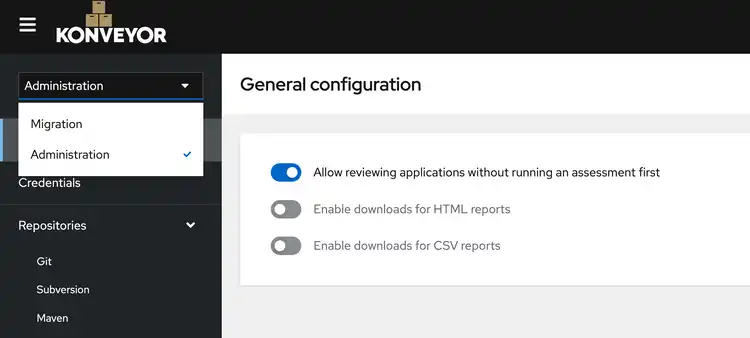 KONVEYOR
Administration
Migration
Administration
Credentials
Repositories
Git
Subversion
Maven
General configuration
Allow reviewing applications without running an assessment first
Enable downloads for HTML reports
Enable downloads for CSV reports